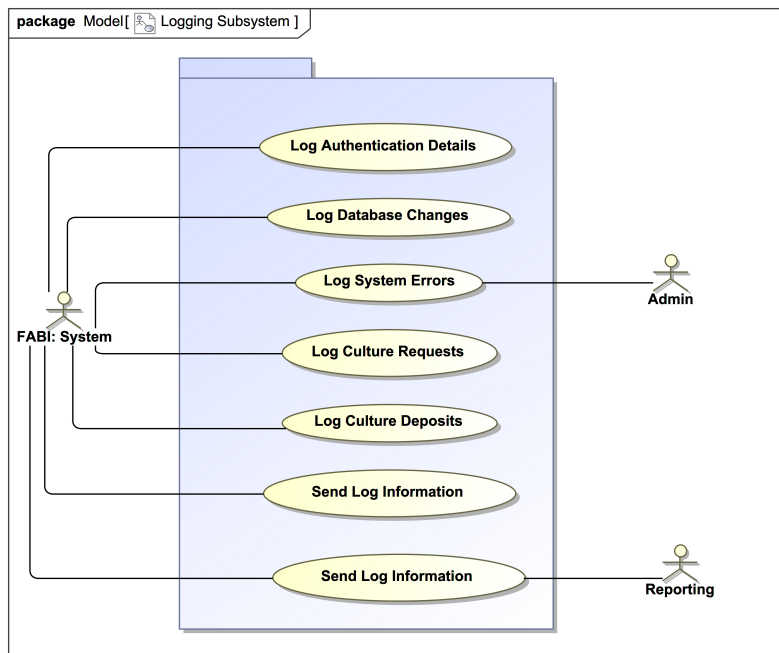 package Model[ Logging Subsystem ]
Log Authentication Details
Log Database Changes
Log System Errors
Admin
FABI: System
Log Culture Requests
Log Culture Deposits
Send Log Information
Send Log Information
Reporting